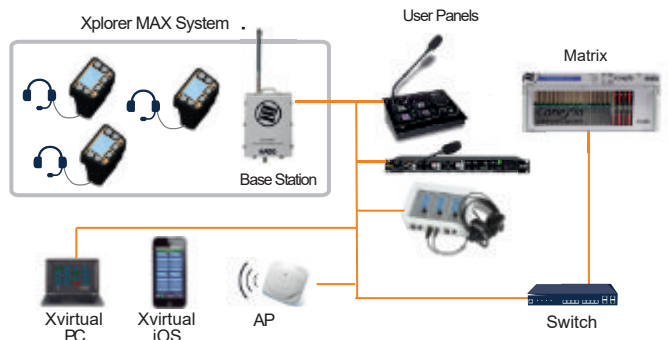 Xplorer MAX System
User Panels
Matrix
Base Station
Xvirtual
PC
Xvirtual
iOS
AP
Switch